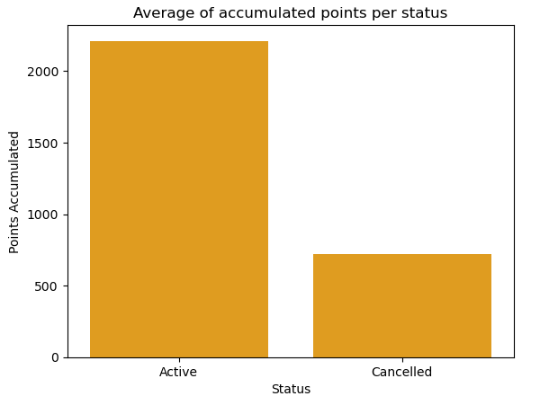 Average of accumulated points per status
Points Accumulated
2000
1500
1000
500
0
Active Cancelled
Status